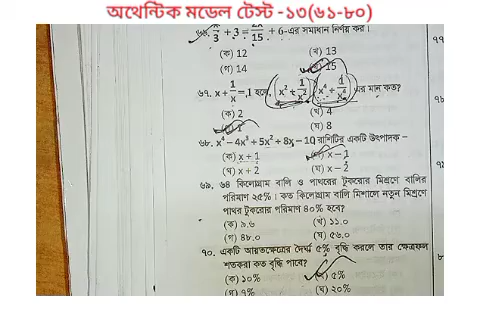 অথেন্টিক মডেল টেস্ট -১৩(৬১-৮০)
৬৬. x/3 + 3 = 2x/15 + 6-এর সমাধান নির্ণয় কর।
(ক) 12
(খ) 13
(গ) 14
15
৬৭. x + 1/x = 1 হলে, (x² + 1/x²)(x⁴ + 1/x⁴) এর মান কত?
(ক) 2
(খ) 4
(ঘ) 8
৬৮. x⁴ – 4x³ + 5x² + 8x – 10 রাশিটির একটি উৎপাদক –
(ক) x + 1
x – 1
(গ) x + 2
(ঘ) x – 2
৬৯. ৬৪ কিলোগ্রাম বালি ও পাথরের টুকরোর মিশ্রণে বালির
পরিমাণ ২৫%। কত কিলোগ্রাম বালি মিশালে নতুন মিশ্রণে
পাথর টুকরোর পরিমাণ ৪০% হবে?
(ক) ৯.৬
(খ) ১১.০
(গ) ৪৮.০
(ঘ) ৫৬.০
৭০. একটি আয়তক্ষেত্রের দৈর্ঘ্য ৫% বৃদ্ধি করলে তার ক্ষেত্রফল
শতকরা কত বৃদ্ধি পাবে?
(ক) ১০%
৫%
(গ) ৭%
(ঘ) ২০%